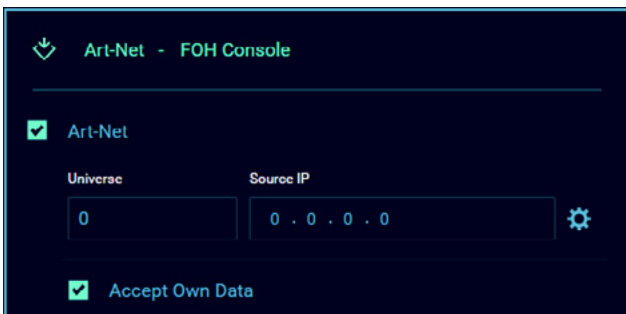 Art-Net - FOH Console
Art-Net
Universe Source IP
0 0 . 0 . 0 . 0
Accept Own Data